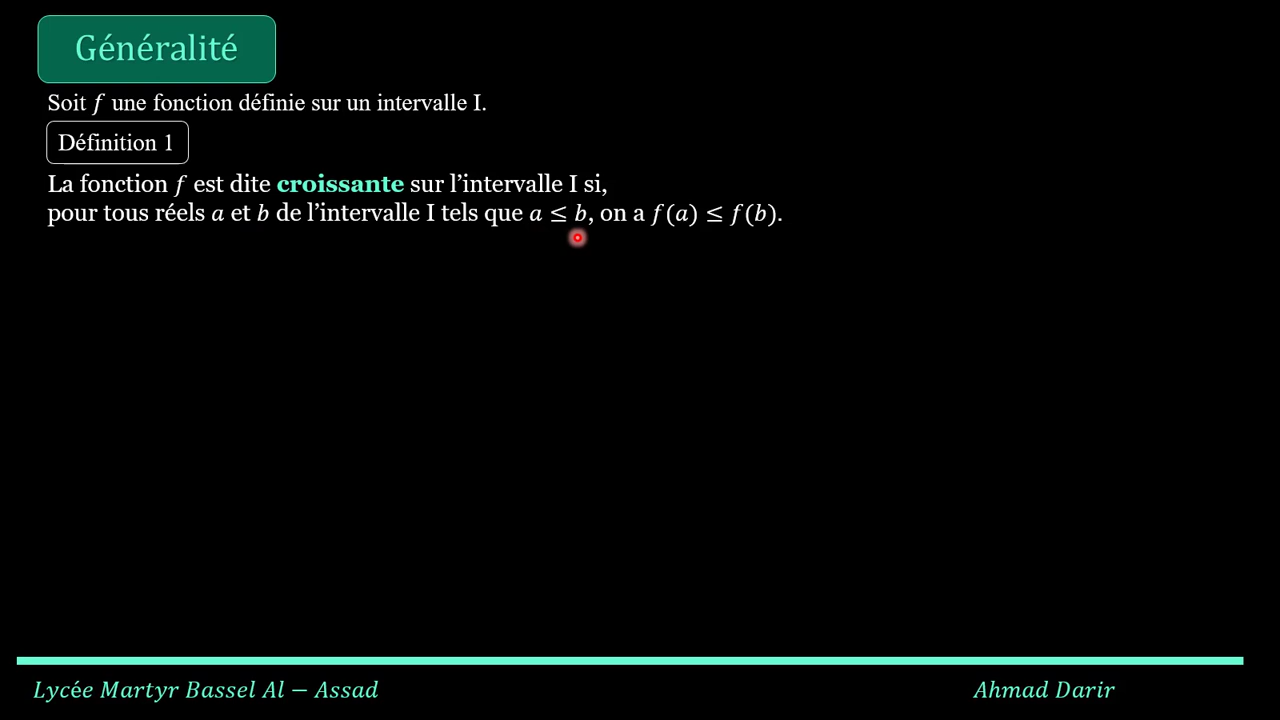 Généralité
Soit f une fonction définie sur un intervalle I.
Définition 1
La fonction f est dite croissante sur l’intervalle I si,
pour tous réels a et b de l’intervalle I tels que a ≤ b, on a f(a) ≤ f(b).
Lycée Martyr Bassel Al − Assad
Ahmad Darir